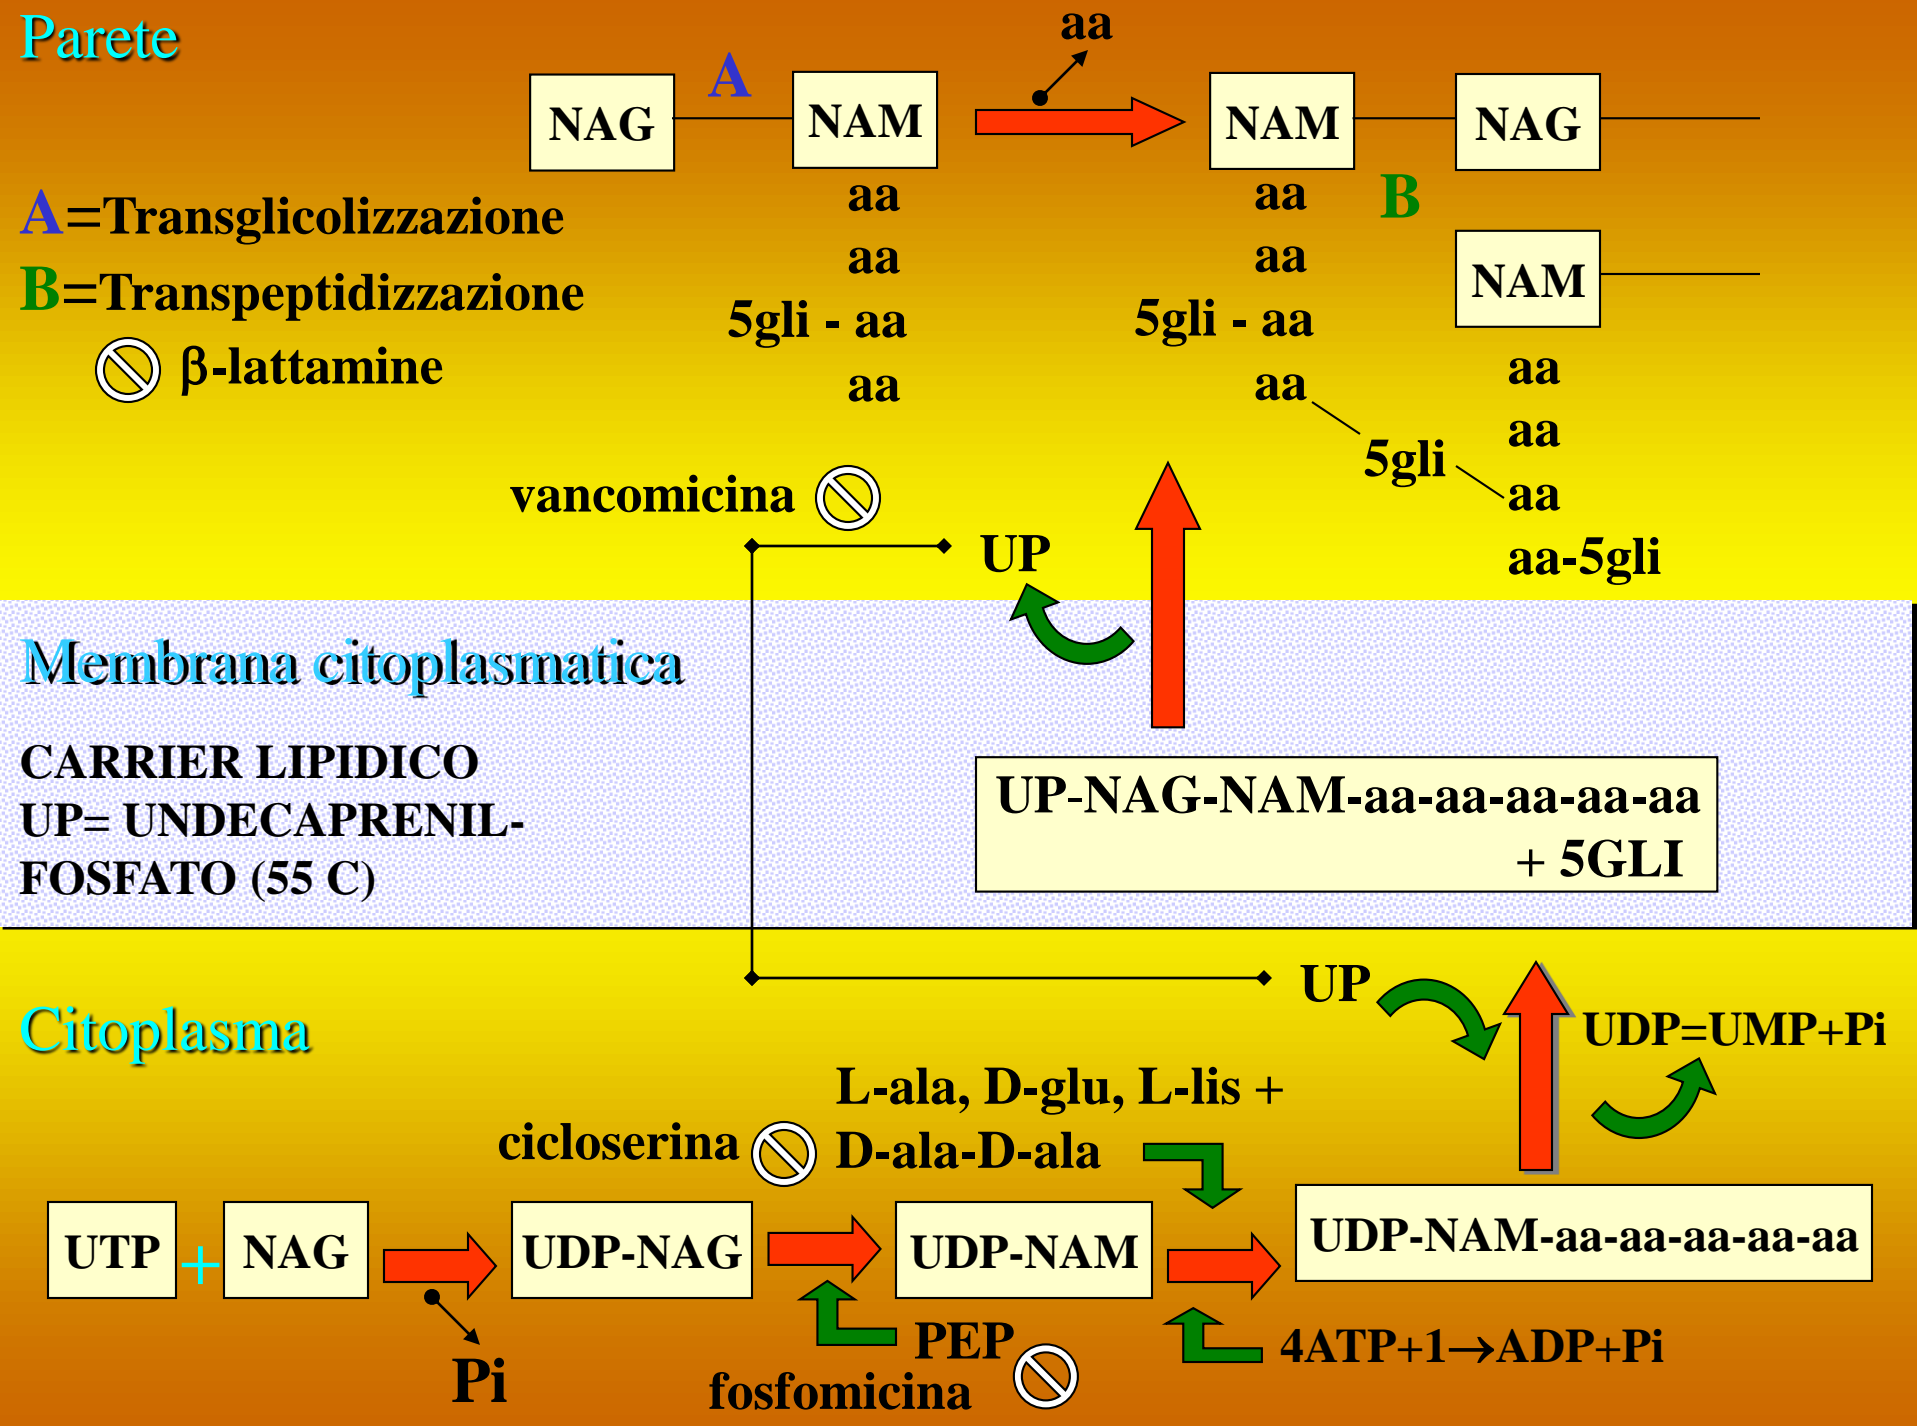 Parete
aa
NAG
A
NAM
NAM
NAG
A=Transglicolizzazione
B=Transpeptidizzazione
β-lattamine
aa
aa
5gli - aa
aa
aa
aa
5gli - aa
aa
B
NAM
aa
aa
5gli
aa
aa-5gli
vancomicina
UP
Membrana citoplasmatica
CARRIER LIPIDICO
UP= UNDECAPRENIL-
FOSFATO (55 C)
UP-NAG-NAM-aa-aa-aa-aa-aa
+ 5GLI
Citoplasma
UP
UDP=UMP+Pi
L-ala, D-glu, L-lis +
cicloserina
D-ala-D-ala
UTP
+
NAG
UDP-NAG
UDP-NAM
UDP-NAM-aa-aa-aa-aa-aa
Pi
PEP
fosfomicina
4ATP+1→ADP+Pi